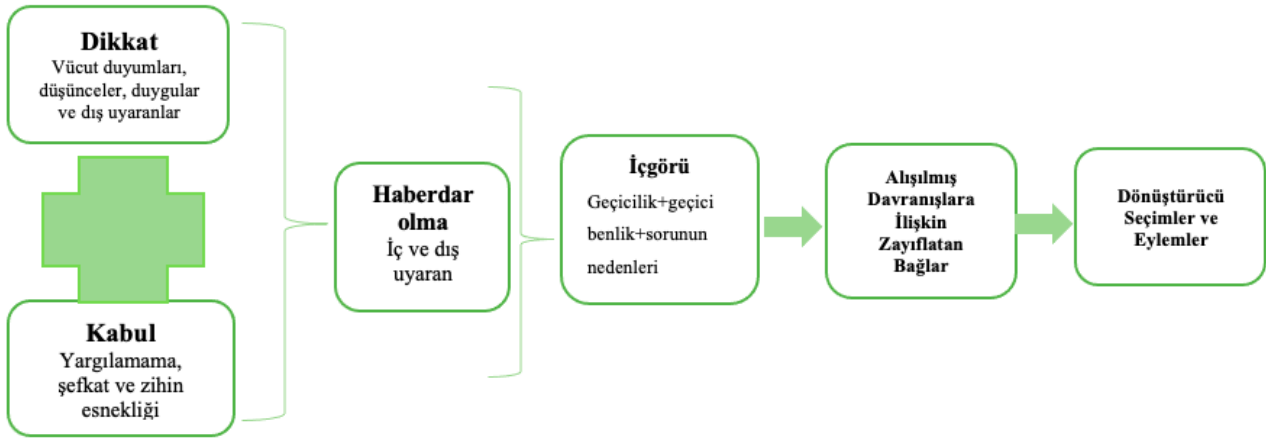 Dikkat
Vücut duyumları,
düşünceler, duygular
ve dış uyaranlar
Kabul
Yargılamama,
şefkat ve zihin
esnekliği
Haberdar
olma
İç ve dış
uyaran
İçgörü
Geçicilik+geçici
benlik+sorunun
nedenleri
Alışılmış
Davranışlara
İlişkin
Zayıflatan
Bağlar
Dönüştürücü
Seçimler ve
Eylemler